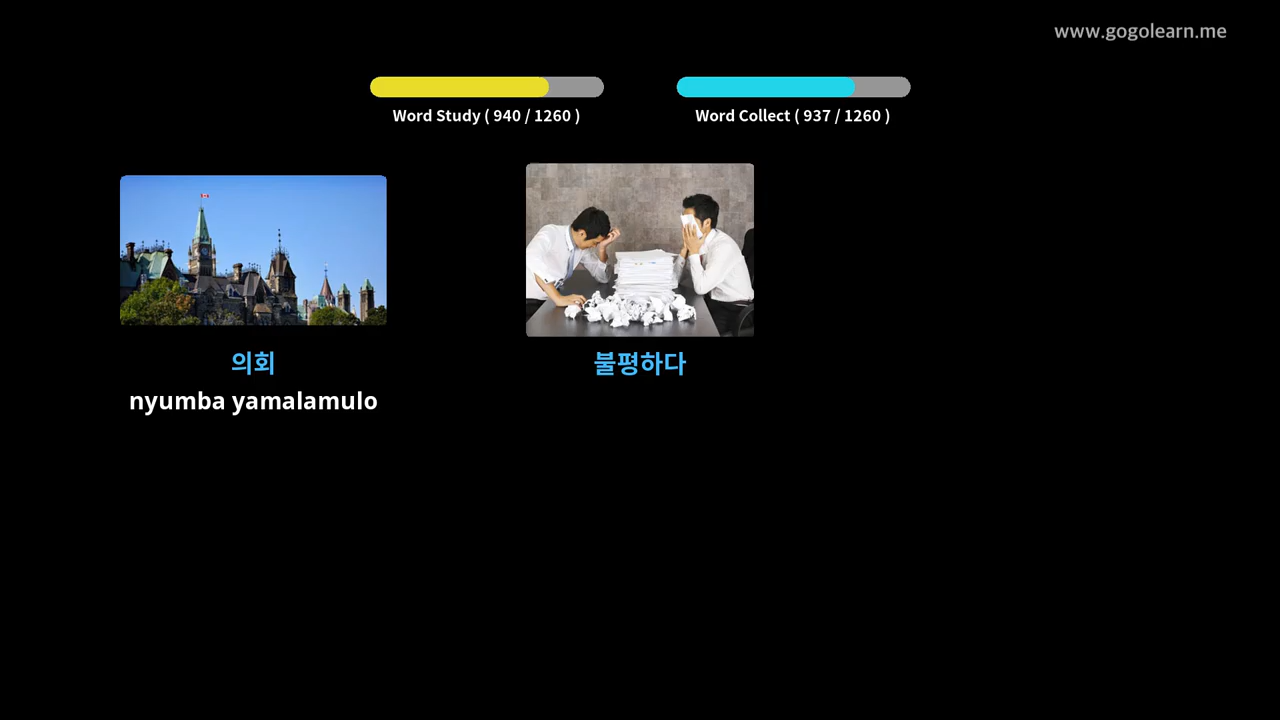 www.gogolearn.me
Word Study ( 940 / 1260 )
Word Collect ( 937 / 1260 )
의회
nyumba yamalamulo
불평하다